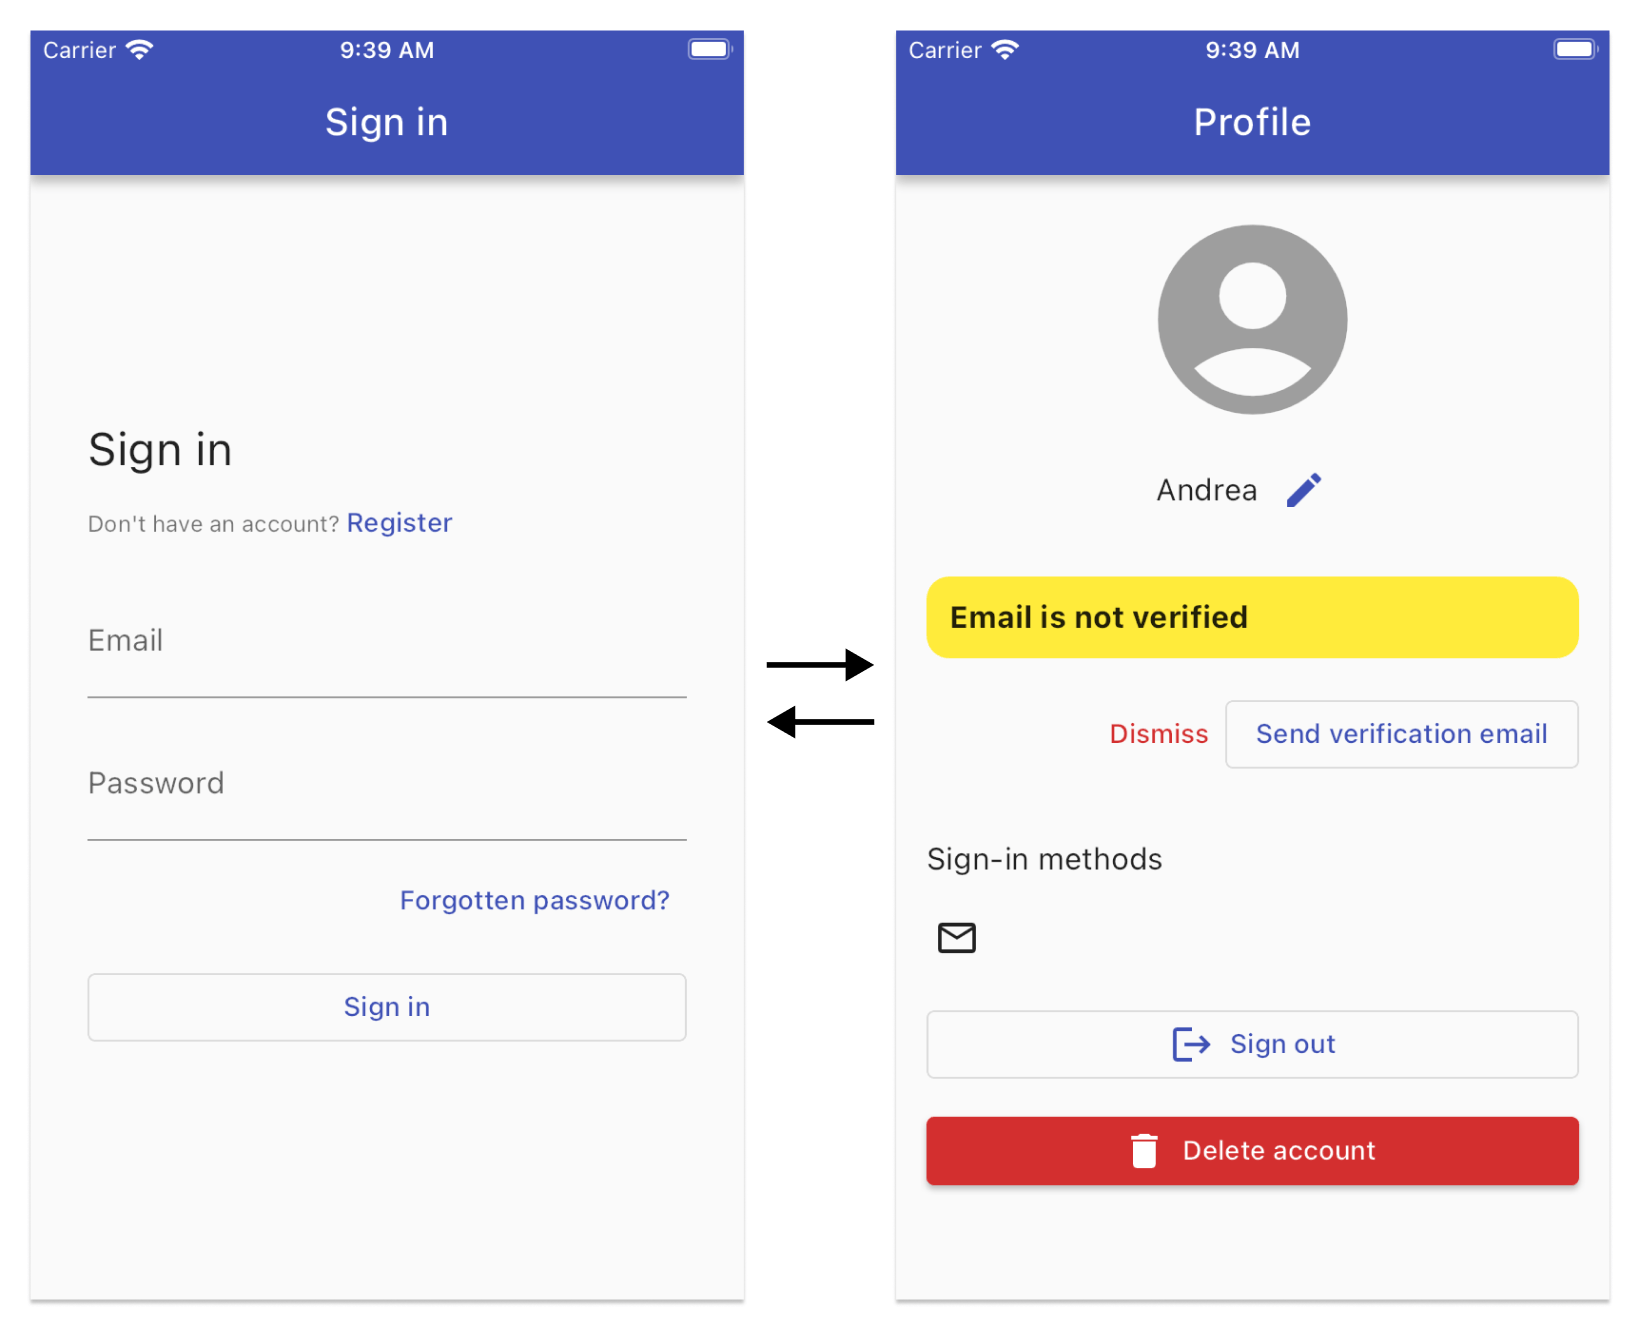 Carrier 9:39 AM
Sign in
Sign in
Don't have an account? Register
Email
Password
Forgotten password?
Sign in
Carrier 9:39 AM
Profile
Andrea
Email is not verified
Dismiss Send verification email
Sign-in methods
Sign out
Delete account